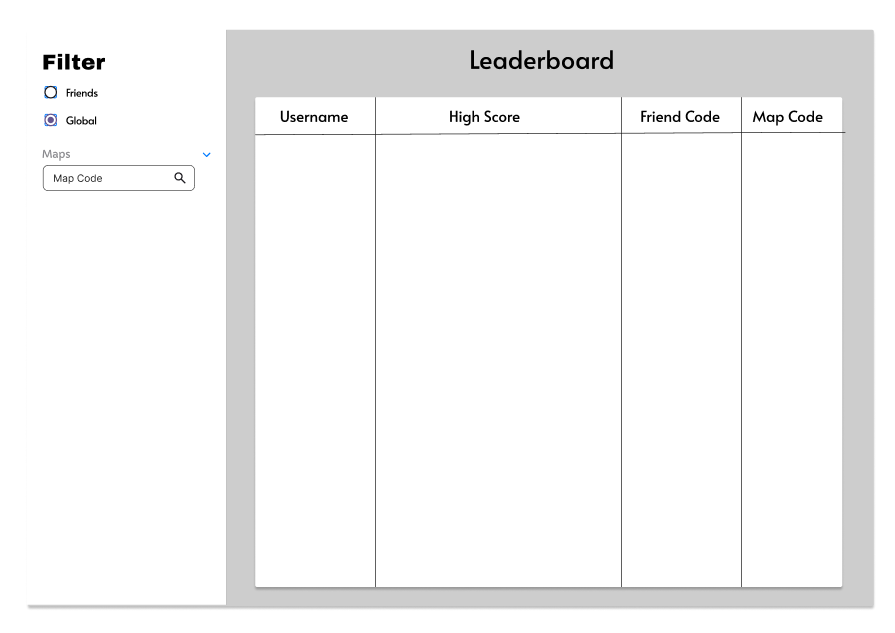 Filter
Friends
Global
Maps
Map Code
Leaderboard
Username High Score Friend Code Map Code